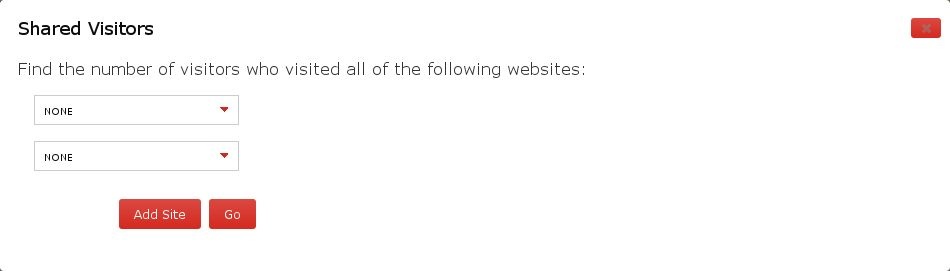 Shared Visitors
Find the number of visitors who visited all of the following websites:
NONE
NONE
Add Site
Go